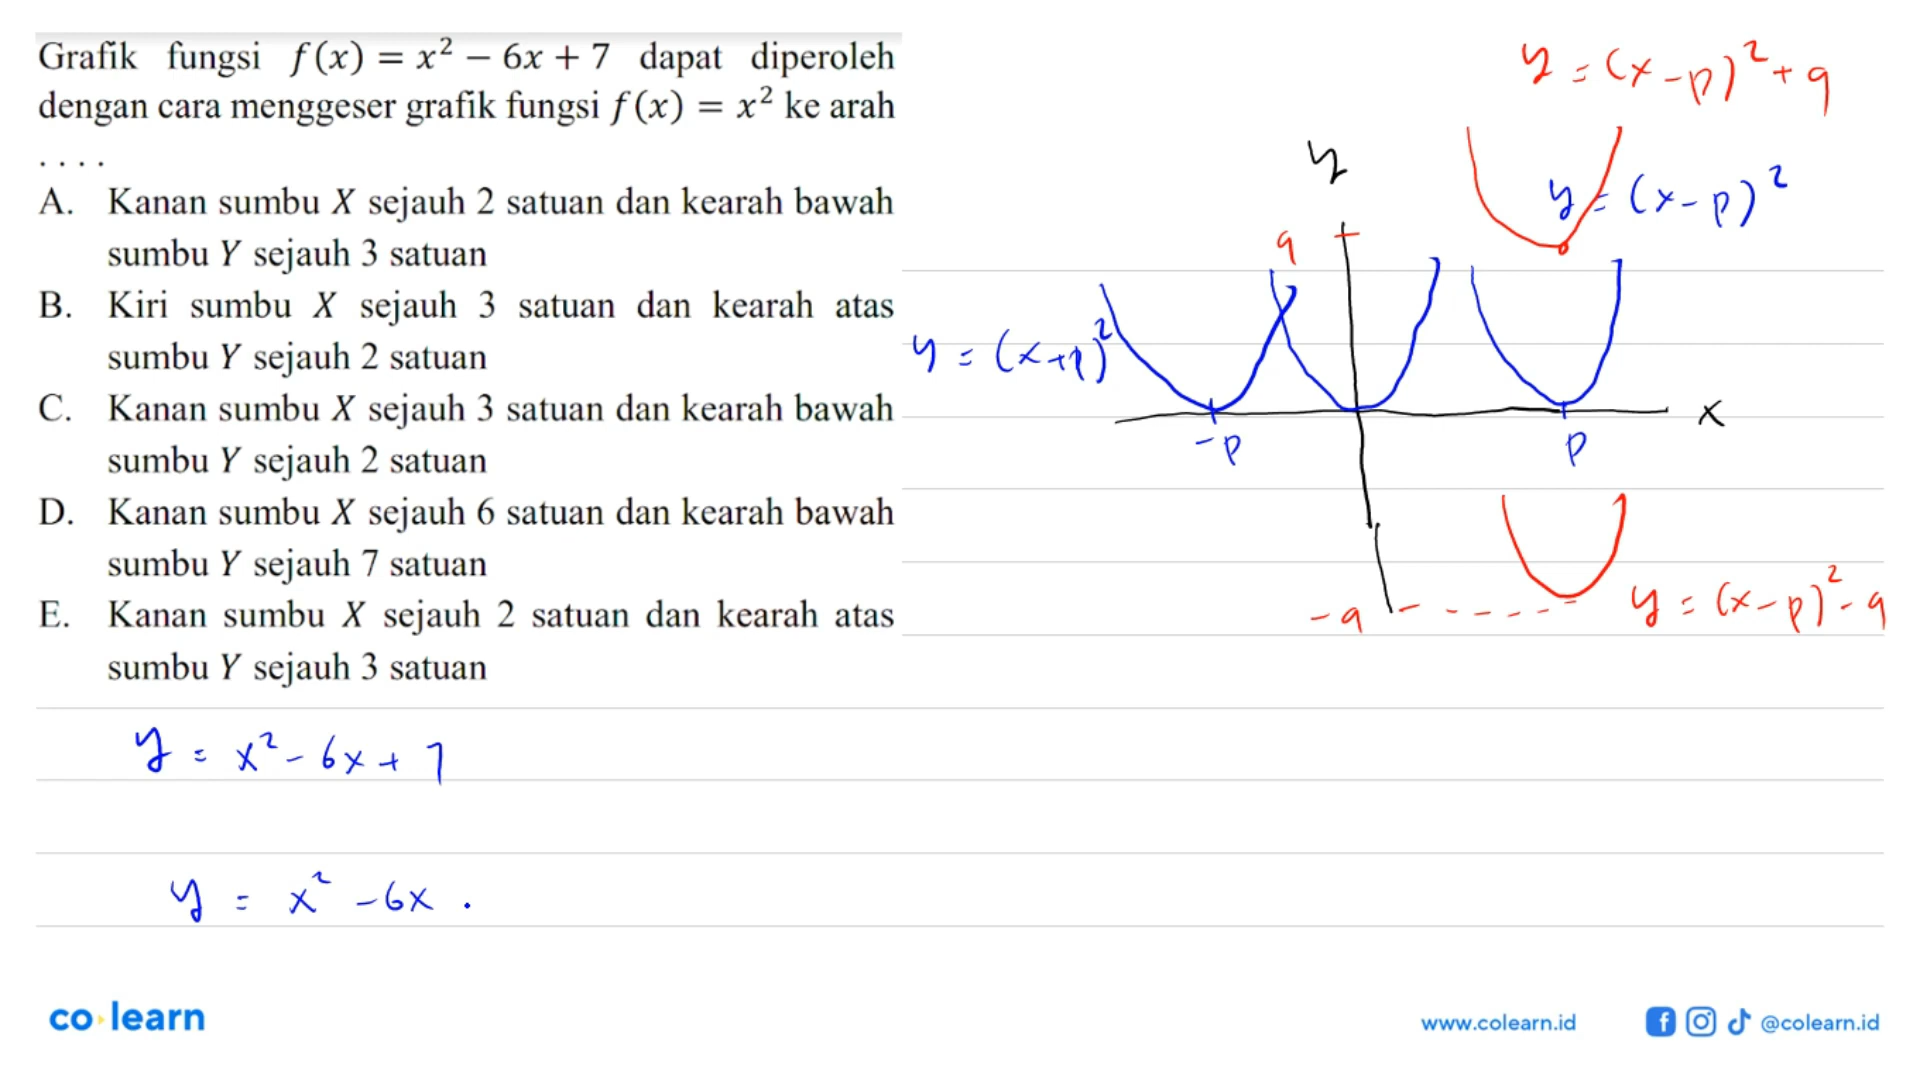 Grafik fungsi f(x) = x² − 6x + 7 dapat diperoleh
dengan cara menggeser grafik fungsi f(x) = x² ke arah
. . . .
A. Kanan sumbu X sejauh 2 satuan dan kearah bawah
sumbu Y sejauh 3 satuan
B. Kiri sumbu X sejauh 3 satuan dan kearah atas
sumbu Y sejauh 2 satuan
C. Kanan sumbu X sejauh 3 satuan dan kearah bawah
sumbu Y sejauh 2 satuan
D. Kanan sumbu X sejauh 6 satuan dan kearah bawah
sumbu Y sejauh 7 satuan
E. Kanan sumbu X sejauh 2 satuan dan kearah atas
sumbu Y sejauh 3 satuan
y = x² - 6x + 7
y = x² - 6x .
y = (x - p)² + q
y
y = (x - p)²
q
y = (x + p)²
x
-p
p
-q
y = (x - p)² - q
co learn
www.colearn.id
@colearn.id